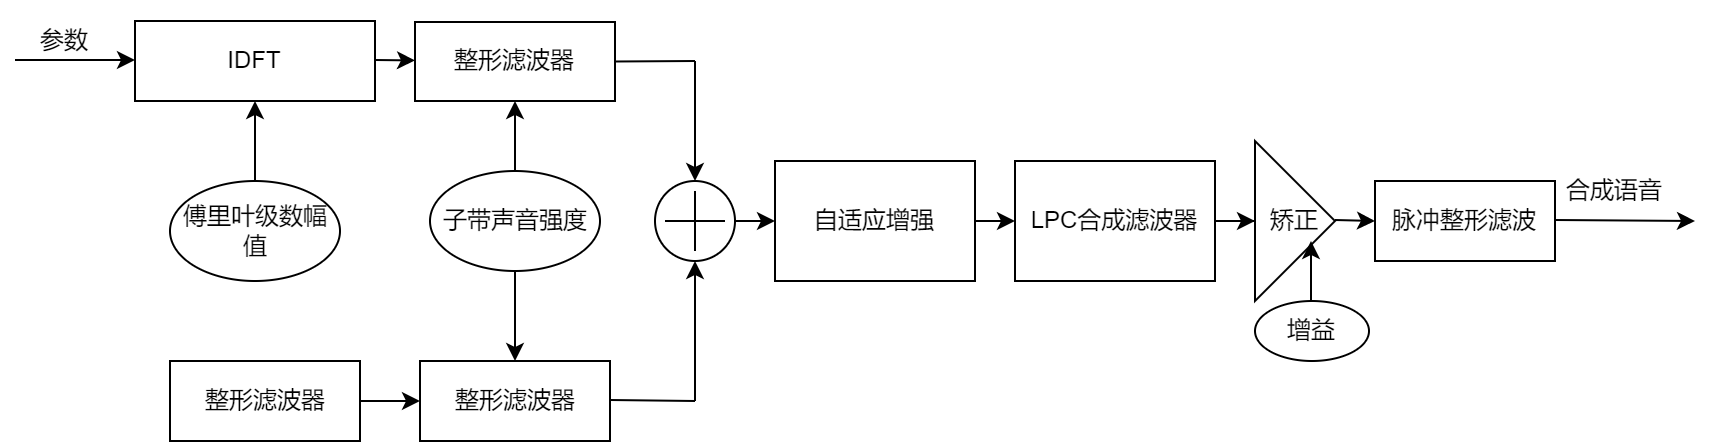 参数
IDFT
整形滤波器
傅里叶级数幅
值
子带声音强度
自适应增强
LPC合成滤波器
矫正
脉冲整形滤波
合成语音
增益
整形滤波器
整形滤波器